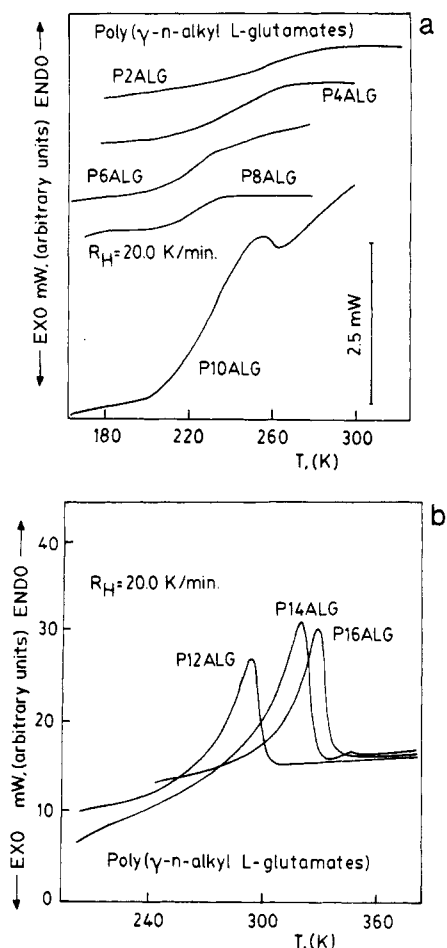 Poly(γ-n-alkyl L-glutamates)
a
P2ALG
P4ALG
P6ALG
P8ALG
R_H=20.0 K/min.
P10ALG
2.5 mW
← EXO mW, (arbitrary units) ENDO →
180 220 260 300
T,(K)
b
40
30
20
10
0
R_H=20.0 K/min.
P14ALG
P12ALG
P16ALG
← EXO mW, (arbitrary units) ENDO →
Poly(γ-n-alkyl L-glutamates)
240 300 360
T,(K)